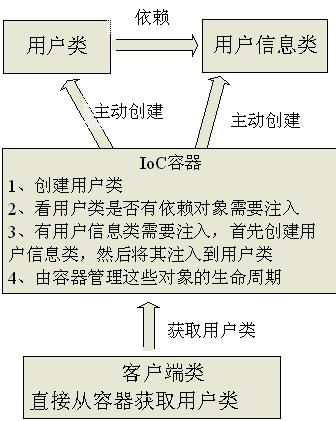 依赖
用户类
用户信息类
主动创建
主动创建
IoC容器
1、创建用户类
2、看用户类是否有依赖对象需要注入
3、有用户信息类需要注入，首先创建用
户信息类，然后将其注入到用户类
4、由容器管理这些对象的生命周期
获取用户类
客户端类
直接从容器获取用户类